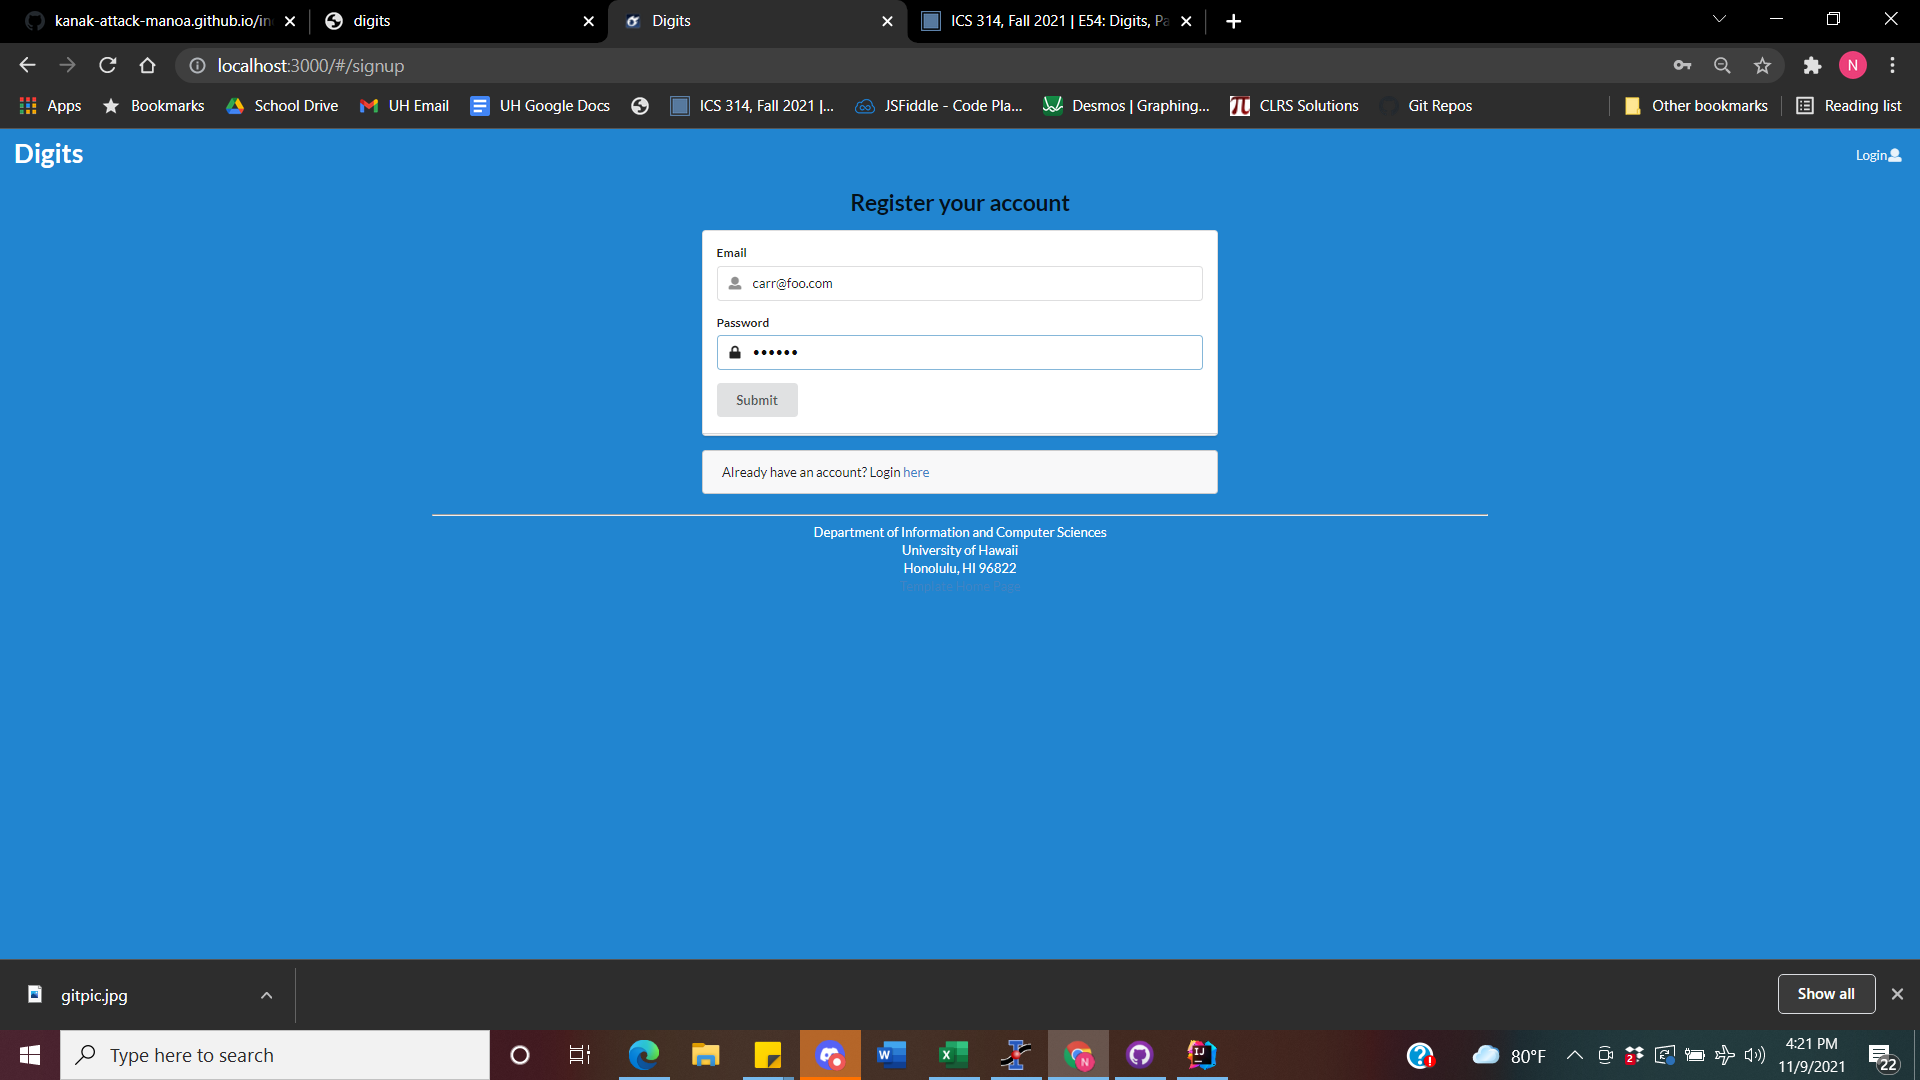 kanak-attack-manoa.github.io/in
digits
Digits
ICS 314, Fall 2021 | E54: Digits, Pa
localhost:3000/#/signup
N
Apps
Bookmarks
School Drive
UH Email
UH Google Docs
ICS 314, Fall 2021 |...
JSFiddle - Code Pla...
Desmos | Graphing...
CLRS Solutions
Git Repos
Other bookmarks
Reading list
Digits
Login
Register your account
Email
carr@foo.com
Password
••••••
Submit
Already have an account? Login here
Department of Information and Computer Sciences
University of Hawaii
Honolulu, HI 96822
Template Home Page
gitpic.jpg
Show all
Type here to search
80°F
4:21 PM
11/9/2021
22